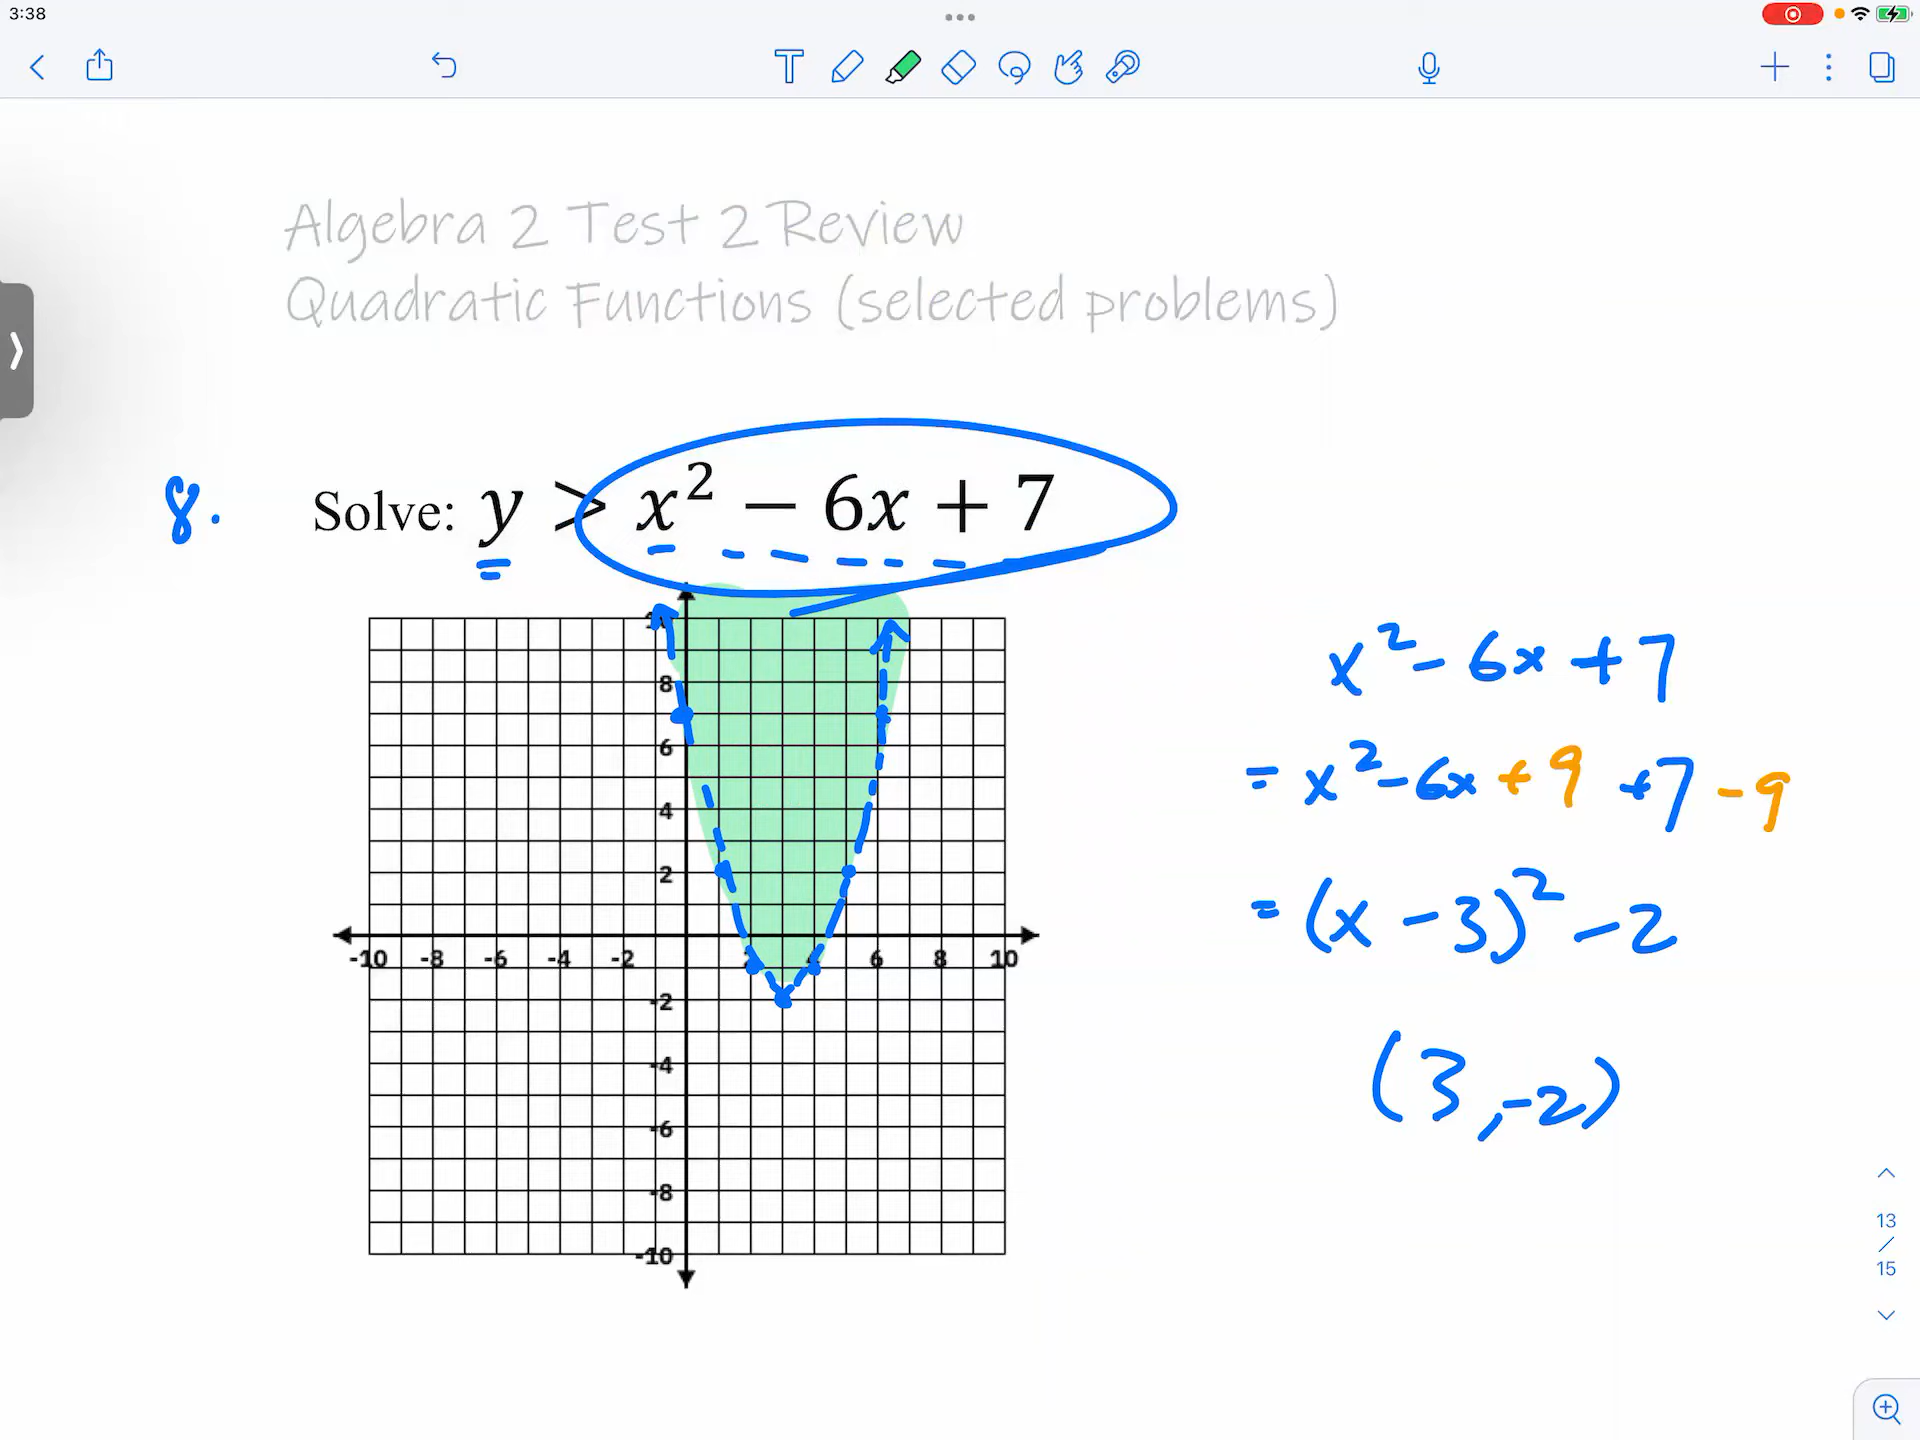 3:38
Algebra 2 Test 2 Review
Quadratic Functions (selected problems)
8. Solve: y > x² − 6x + 7
8
6
4
2
-10 -8 -6 -4 -2 6 8 10
-2
-4
-6
-8
-10
x² - 6x + 7
= x² - 6x + 9 + 7 - 9
= (x - 3)² - 2
(3, -2)
13
/
15